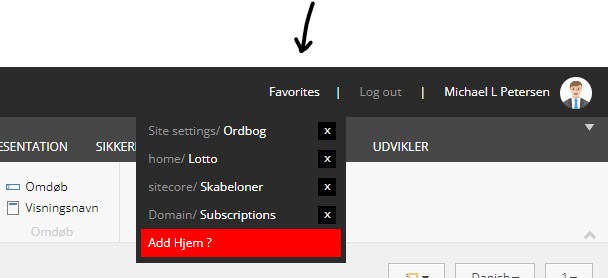 Favorites | Log out | Michael L Petersen
ESENTATION SIKKER UDVIKLER
Site settings/ Ordbog x
home/ Lotto x
sitecore/ Skabeloner x
Domain/ Subscriptions x
Add Hjem ?
Omdøb
Visningsnavn
Omdøb
Danish
1